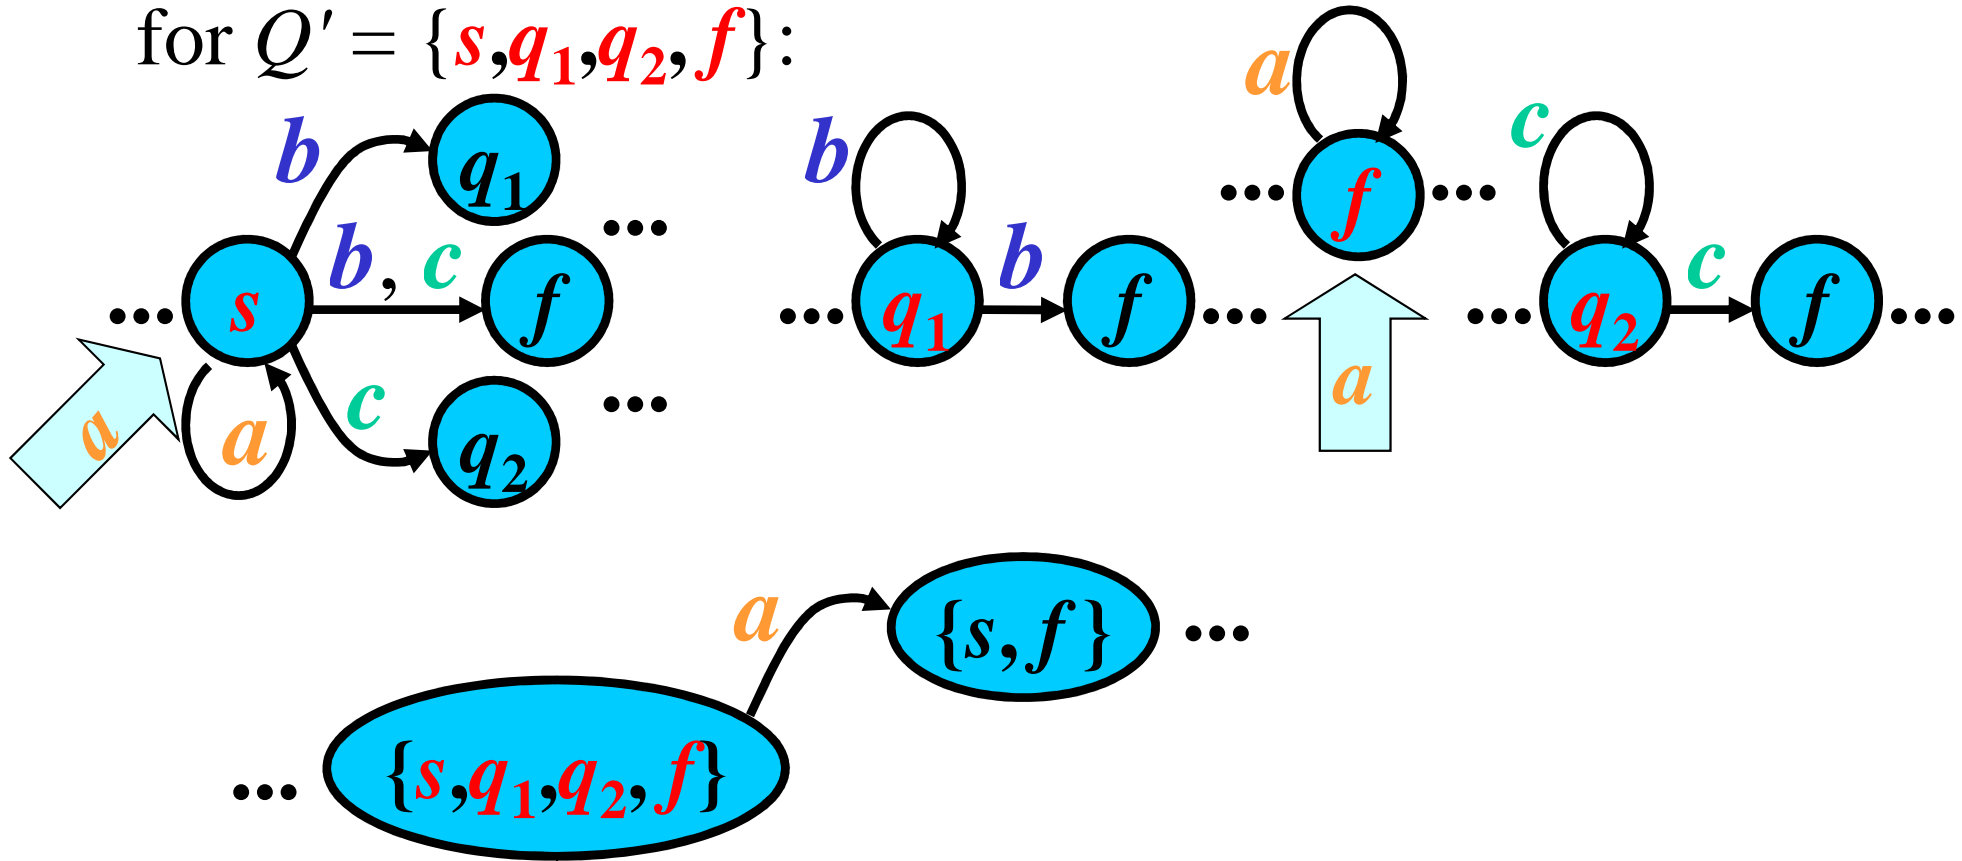 for Q' = {s,q₁,q₂,f}:
a
b
q₁
b
c
...
...
f
...
b, c
b
c
...
s
f
...
q₁
f
...
...
q₂
f
...
a
a
c
q₂
...
a
a
{s,f}
...
...
{s,q₁,q₂,f}